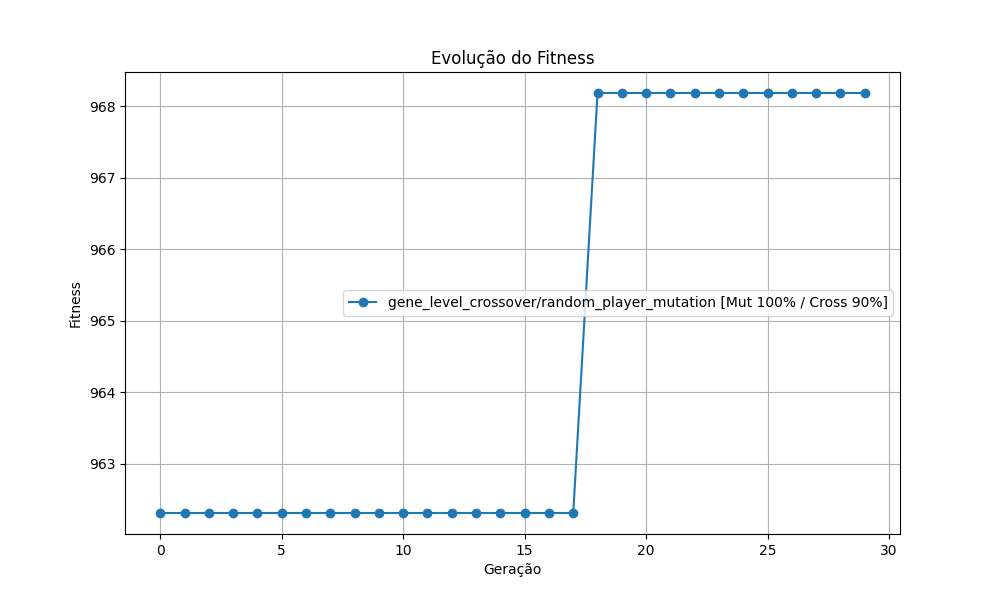 Evolução do Fitness
Fitness
968
967
966
965
964
963
gene_level_crossover/random_player_mutation [Mut 100% / Cross 90%]
0 5 10 15 20 25 30
Geração